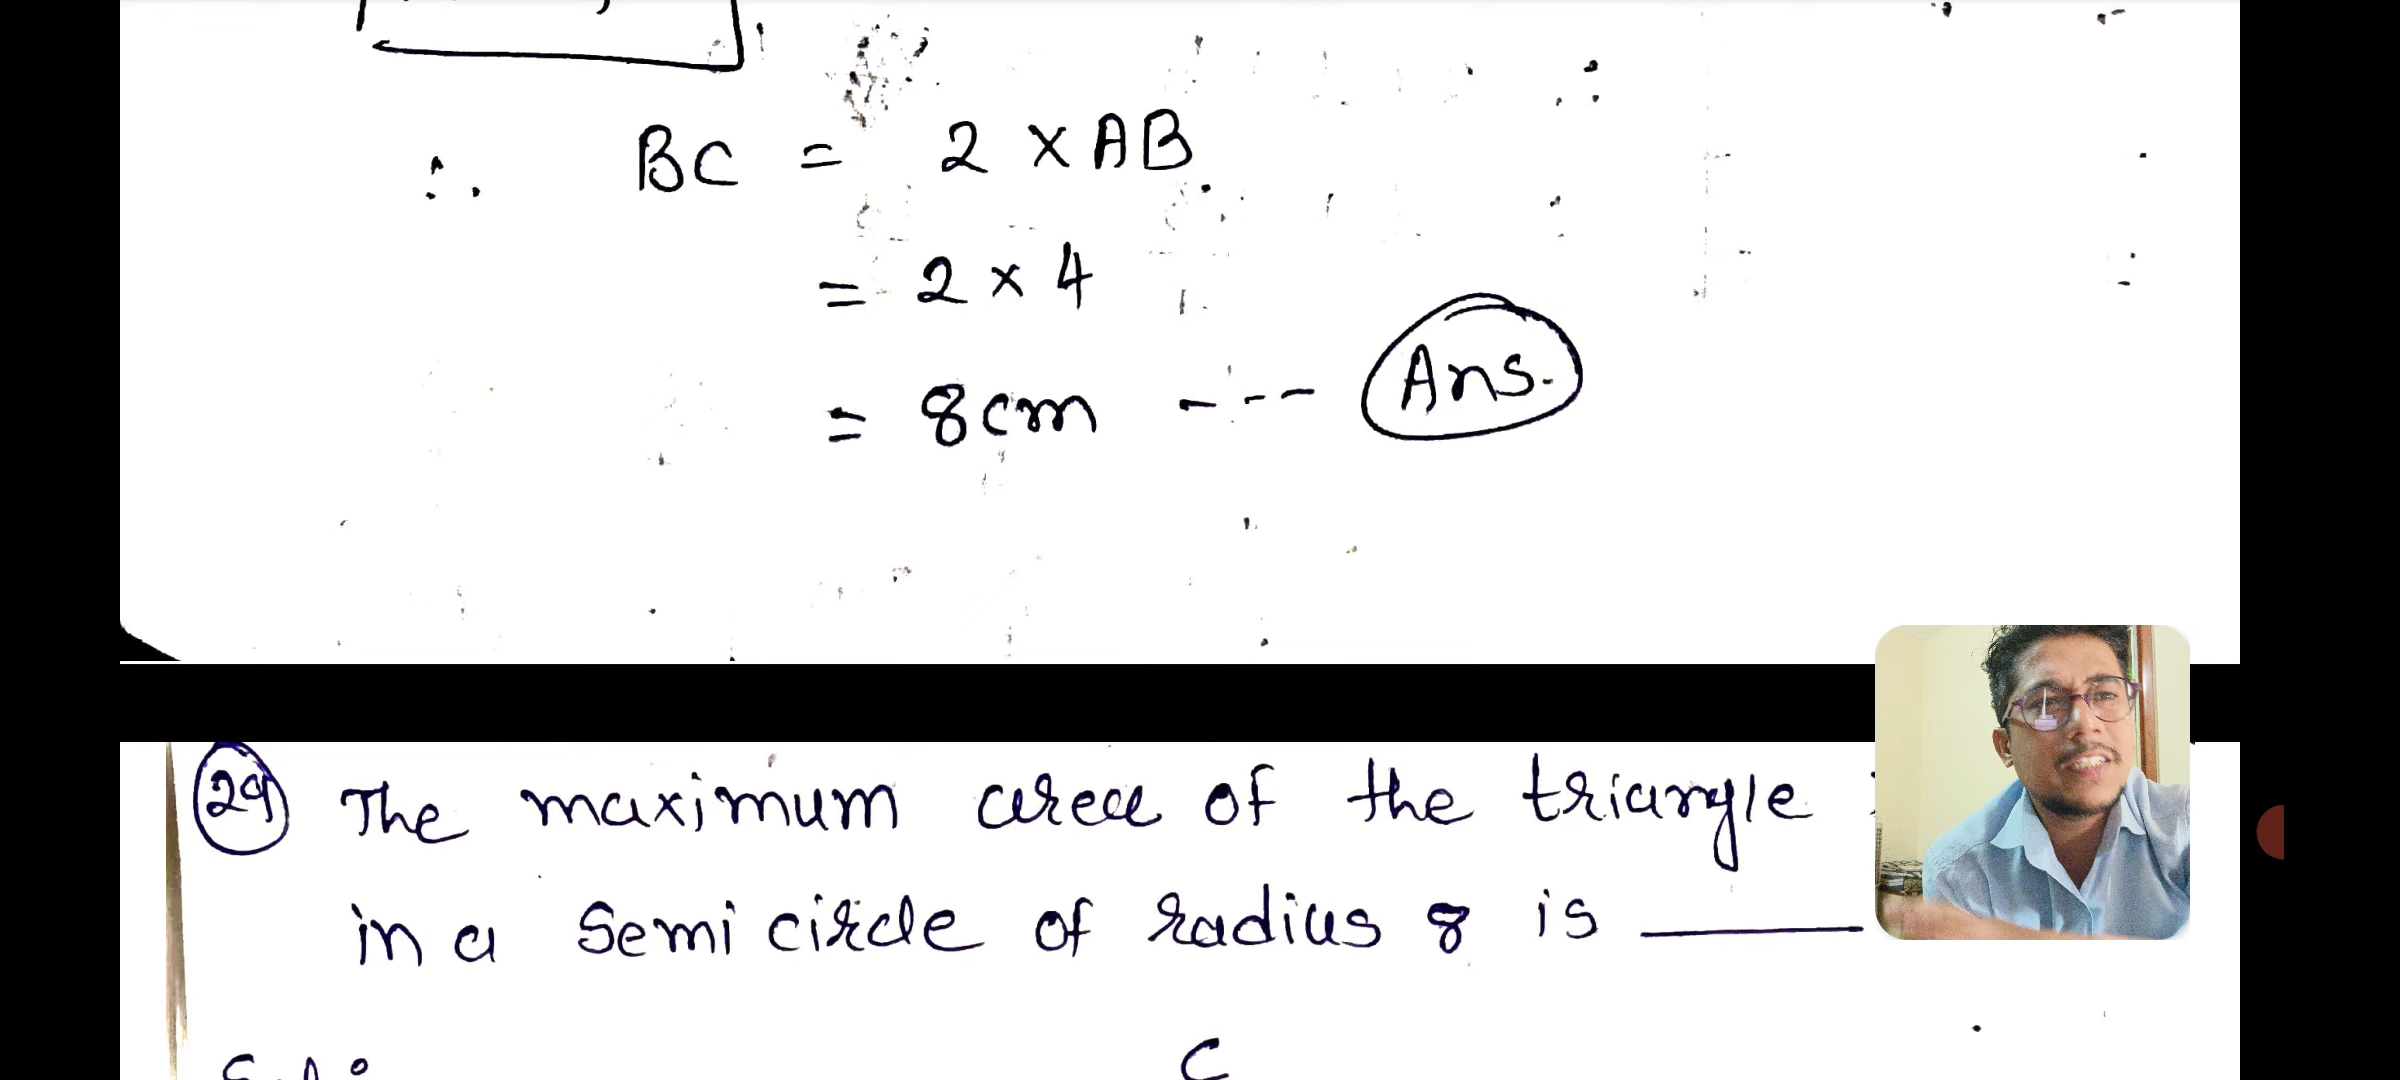 ∴ BC = 2 × AB
= 2 × 4
= 8cm --- Ans.
29 The maximum area of the triangle
in a Semi circle of radius 8 is ____
C